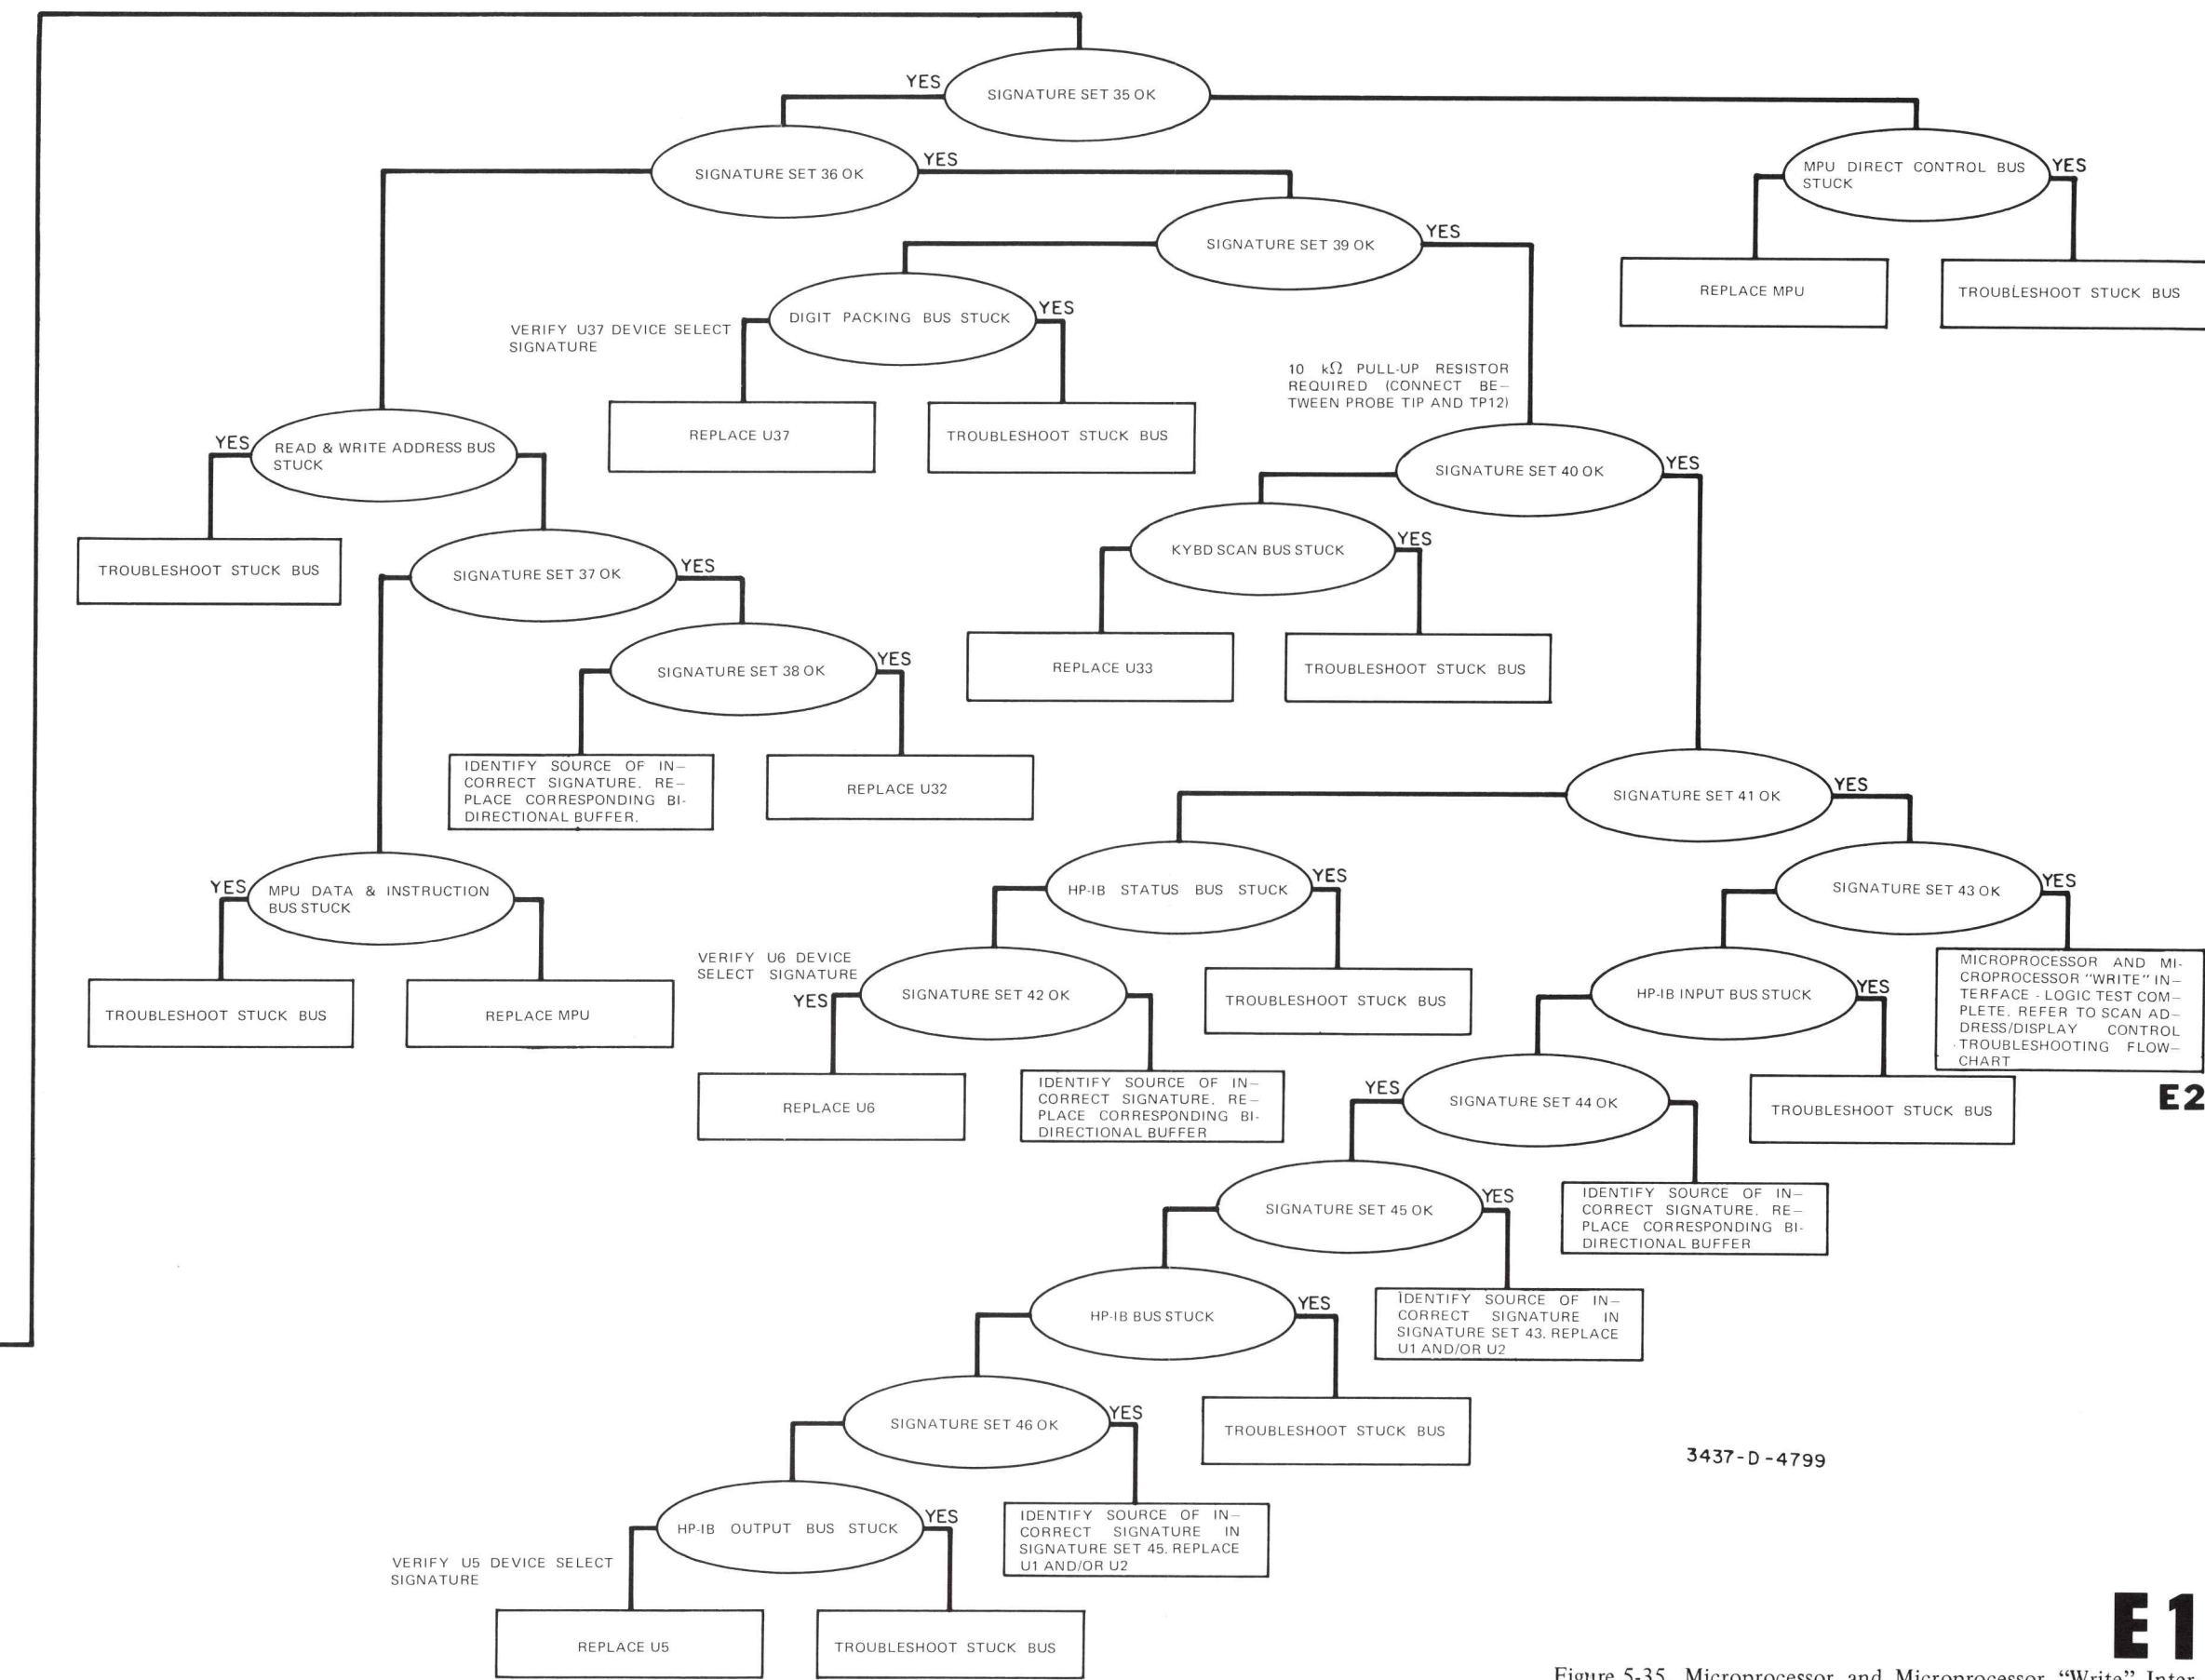 YES
SIGNATURE SET 35 OK
SIGNATURE SET 36 OK
YES
MPU DIRECT CONTROL BUS
STUCK
YES
SIGNATURE SET 39 OK
YES
REPLACE MPU
TROUBLESHOOT STUCK BUS
VERIFY U37 DEVICE SELECT
SIGNATURE
DIGIT PACKING BUS STUCK
YES
10 kΩ PULL-UP RESISTOR
REQUIRED (CONNECT BE-
TWEEN PROBE TIP AND TP12)
REPLACE U37
TROUBLESHOOT STUCK BUS
YES
READ & WRITE ADDRESS BUS
STUCK
SIGNATURE SET 40 OK
YES
TROUBLESHOOT STUCK BUS
SIGNATURE SET 37 OK
YES
KYBD SCAN BUS STUCK
YES
SIGNATURE SET 38 OK
YES
REPLACE U33
TROUBLESHOOT STUCK BUS
IDENTIFY SOURCE OF IN-
CORRECT SIGNATURE. RE-
PLACE CORRESPONDING BI-
DIRECTIONAL BUFFER.
REPLACE U32
SIGNATURE SET 41 OK
YES
YES
MPU DATA & INSTRUCTION
BUS STUCK
HP-IB STATUS BUS STUCK
YES
SIGNATURE SET 43 OK
YES
TROUBLESHOOT STUCK BUS
REPLACE MPU
VERIFY U6 DEVICE
SELECT SIGNATURE
YES
SIGNATURE SET 42 OK
TROUBLESHOOT STUCK BUS
HP-IB INPUT BUS STUCK
YES
MICROPROCESSOR AND MI-
CROPROCESSOR "WRITE" IN-
TERFACE - LOGIC TEST COM-
PLETE. REFER TO SCAN AD-
DRESS/DISPLAY CONTROL
TROUBLESHOOTING FLOW-
CHART
E2
REPLACE U6
IDENTIFY SOURCE OF IN-
CORRECT SIGNATURE. RE-
PLACE CORRESPONDING BI-
DIRECTIONAL BUFFER
YES
SIGNATURE SET 44 OK
TROUBLESHOOT STUCK BUS
SIGNATURE SET 45 OK
YES
IDENTIFY SOURCE OF IN-
CORRECT SIGNATURE. RE-
PLACE CORRESPONDING BI-
DIRECTIONAL BUFFER
HP-IB BUS STUCK
YES
IDENTIFY SOURCE OF IN-
CORRECT SIGNATURE IN
SIGNATURE SET 43. REPLACE
U1 AND/OR U2
SIGNATURE SET 46 OK
YES
TROUBLESHOOT STUCK BUS
3437-D-4799
VERIFY U5 DEVICE SELECT
SIGNATURE
HP-IB OUTPUT BUS STUCK
YES
IDENTIFY SOURCE OF IN-
CORRECT SIGNATURE IN
SIGNATURE SET 45. REPLACE
U1 AND/OR U2
REPLACE U5
TROUBLESHOOT STUCK BUS
E1
Figure 5-35. Microprocessor and Microprocessor "Write" Inter-